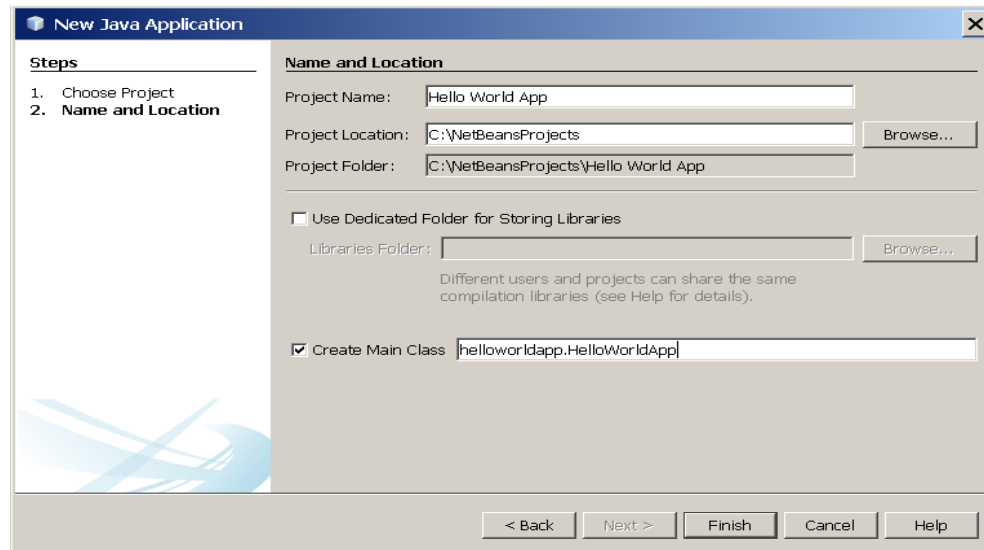 New Java Application
Steps
1. Choose Project
2. Name and Location
Name and Location
Project Name: Hello World App
Project Location: C:\NetBeansProjects Browse...
Project Folder: C:\NetBeansProjects\Hello World App
Use Dedicated Folder for Storing Libraries
Libraries Folder: Browse...
Different users and projects can share the same
compilation libraries (see Help for details).
Create Main Class helloworldapp.HelloWorldApp
< Back Next > Finish Cancel Help